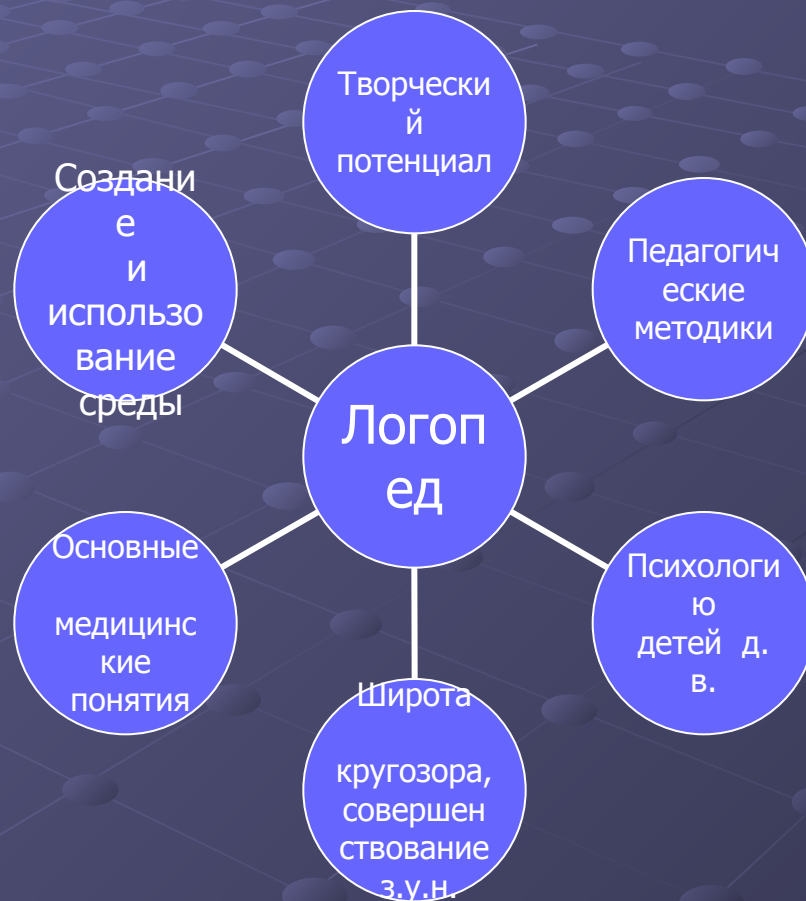 Творчески
й
потенциал
Создани
е
и
использо
вание
среды
Педагогич
еские
методики
Логоп
ед
Основные
медицинс
кие
понятия
Психологи
ю
детей д.
в.
Широта
кругозора,
совершен
ствование
з.у.н.